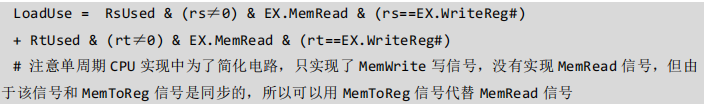 LoadUse = RsUsed & (rs≠0) & EX.MemRead & (rs==EX.WriteReg#)
+ RtUsed & (rt≠0) & EX.MemRead & (rt==EX.WriteReg#)
# 注意单周期 CPU 实现中为了简化电路，只实现了 MemWrite 写信号，没有实现 MemRead 信号，但由
于该信号和 MemToReg 信号是同步的，所以可以用 MemToReg 信号代替 MemRead 信号